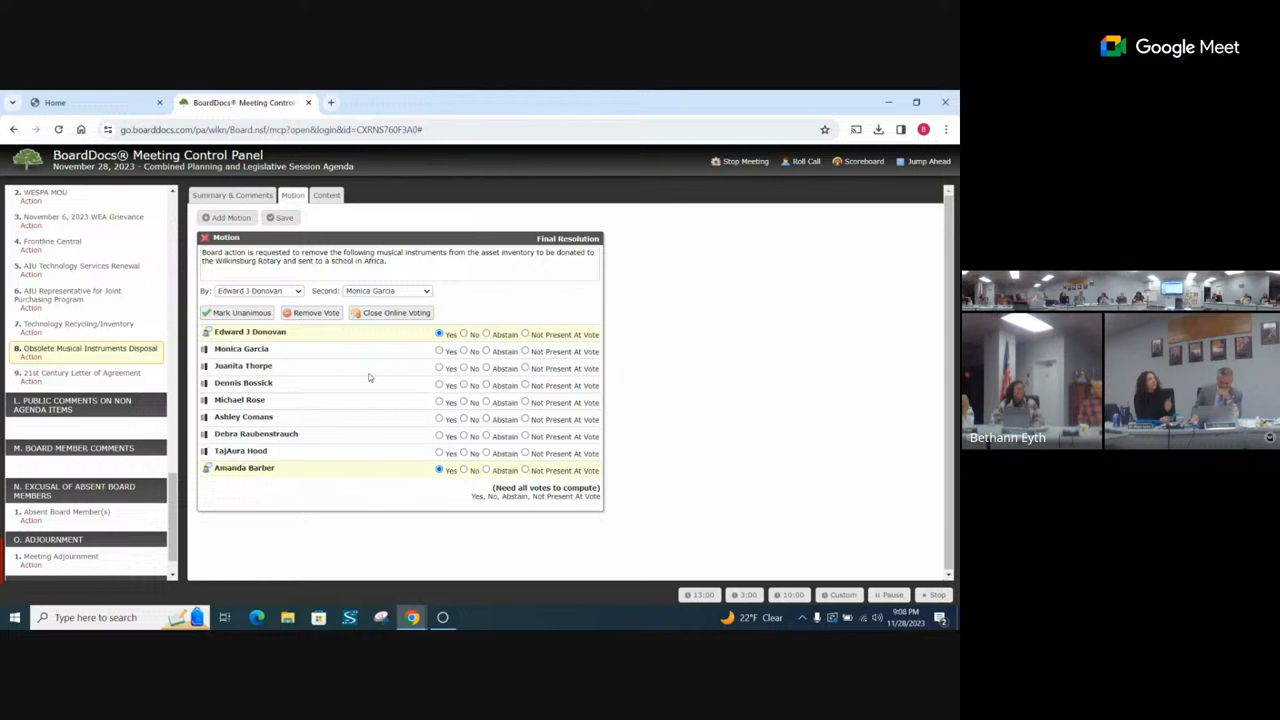 Google Meet
Home
BoardDocs® Meeting Control
go.boarddocs.com/pa/wlkn/Board.nsf/mcp?open&login&id=CXRNS760F3A0#
B
BoardDocs® Meeting Control Panel
November 28, 2023 - Combined Planning and Legislative Session Agenda
Stop Meeting
Roll Call
Scoreboard
Jump Ahead
2. WESPA MOU
Action
3. November 6, 2023 WEA Grievance
Action
4. Frontline Central
Action
5. AIU Technology Services Renewal
Action
6. AIU Representative for Joint
Purchasing Program
Action
7. Technology Recycling/Inventory
Action
8. Obsolete Musical Instruments Disposal
Action
9. 21st Century Letter of Agreement
Action
L. PUBLIC COMMENTS ON NON
AGENDA ITEMS
M. BOARD MEMBER COMMENTS
N. EXCUSAL OF ABSENT BOARD
MEMBERS
1. Absent Board Member(s)
Action
O. ADJOURNMENT
1. Meeting Adjournment
Action
Summary & Comments
Motion
Content
Add Motion
Save
Motion
Final Resolution
Board action is requested to remove the following musical instruments from the asset inventory to be donated to
the Wilkinsburg Rotary and sent to a school in Africa.
By: Edward J Donovan Second: Monica Garcia
Mark Unanimous
Remove Vote
Close Online Voting
Edward J Donovan Yes No Abstain Not Present At Vote
Monica Garcia Yes No Abstain Not Present At Vote
Juanita Thorpe Yes No Abstain Not Present At Vote
Dennis Bossick Yes No Abstain Not Present At Vote
Michael Rose Yes No Abstain Not Present At Vote
Ashley Comans Yes No Abstain Not Present At Vote
Debra Raubenstrauch Yes No Abstain Not Present At Vote
TajAura Hood Yes No Abstain Not Present At Vote
Amanda Barber Yes No Abstain Not Present At Vote
(Need all votes to compute)
Yes, No, Abstain, Not Present At Vote
13:00
3:00
10:00
Custom
Pause
Stop
Type here to search
22°F Clear
9:08 PM
11/28/2023
2
Bethann Eyth